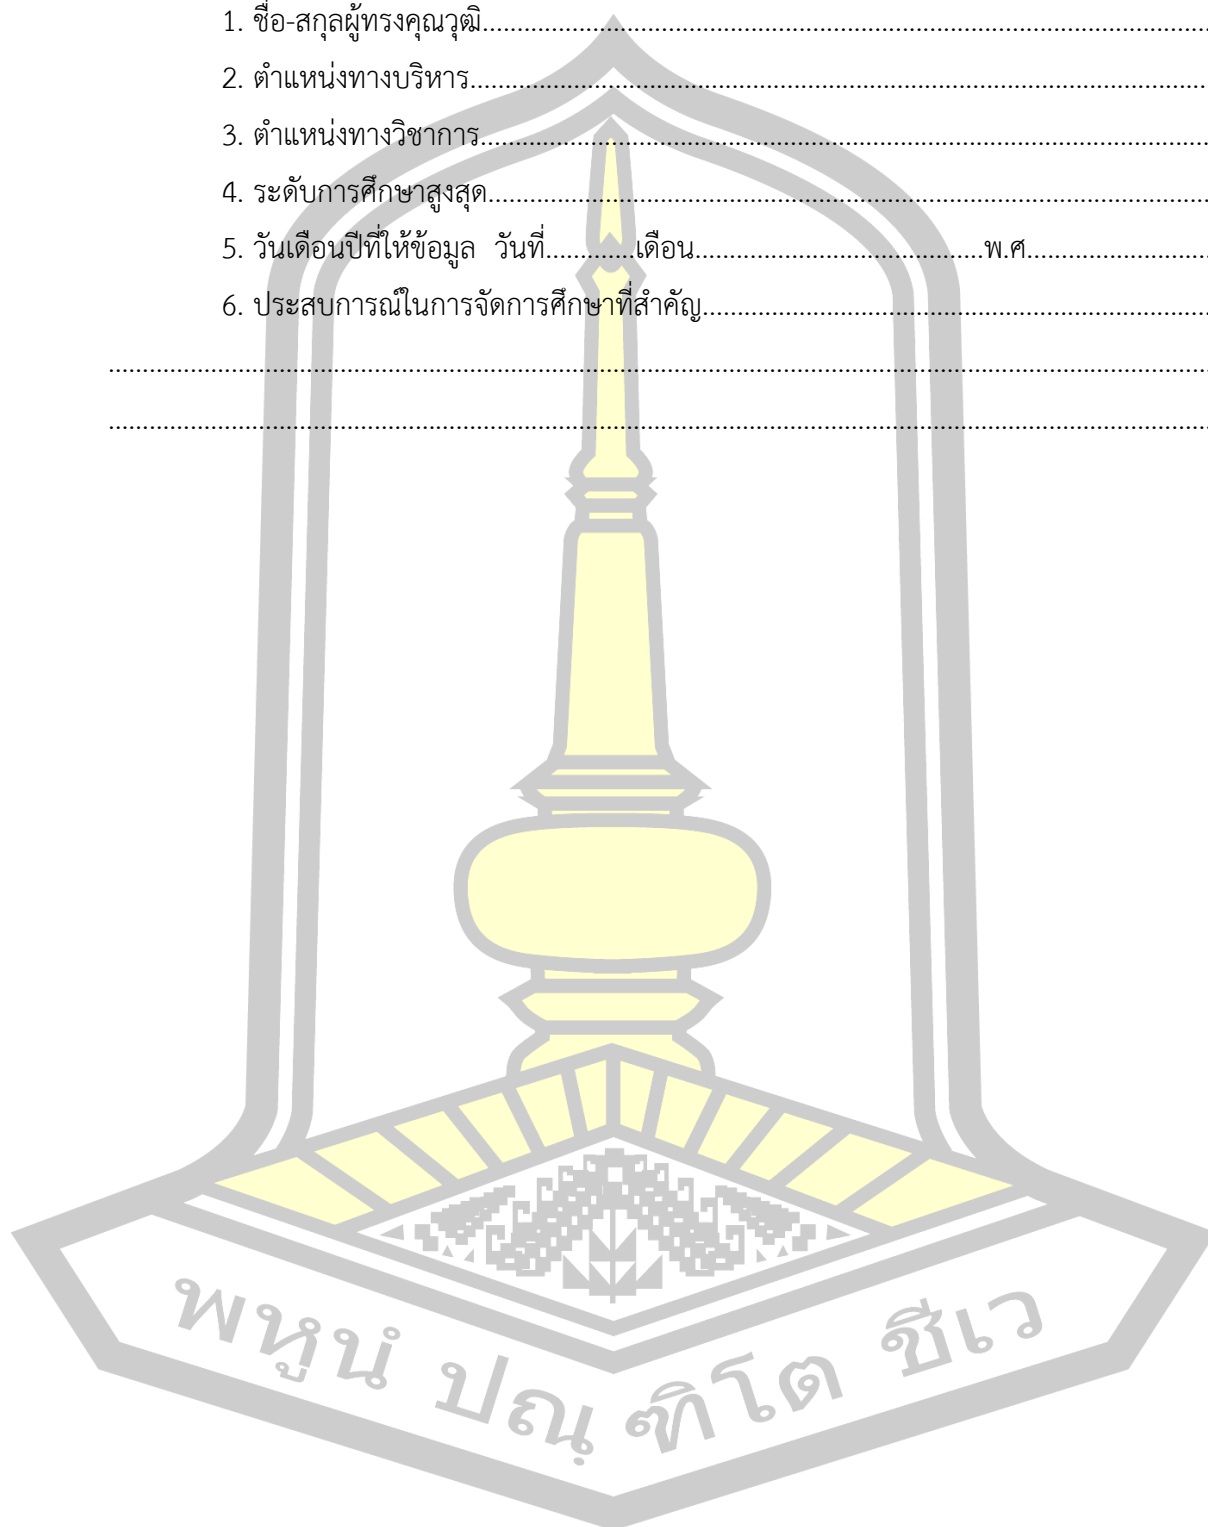 1. ชื่อ-สกุลผู้ทรงคุณวุฒิ........................................................................................................
2. ตำแหน่งทางบริหาร..........................................................................................................
3. ตำแหน่งทางวิชาการ........................................................................................................
4. ระดับการศึกษาสูงสุด.......................................................................................................
5. วันเดือนปีที่ให้ข้อมูล วันที่.............เดือน...........................................พ.ศ...........................
6. ประสบการณ์ในการจัดการศึกษาที่สำคัญ...........................................................................
................................................................................................................................................
................................................................................................................................................
พหูนํ ปณฺฑิโต ชีเว